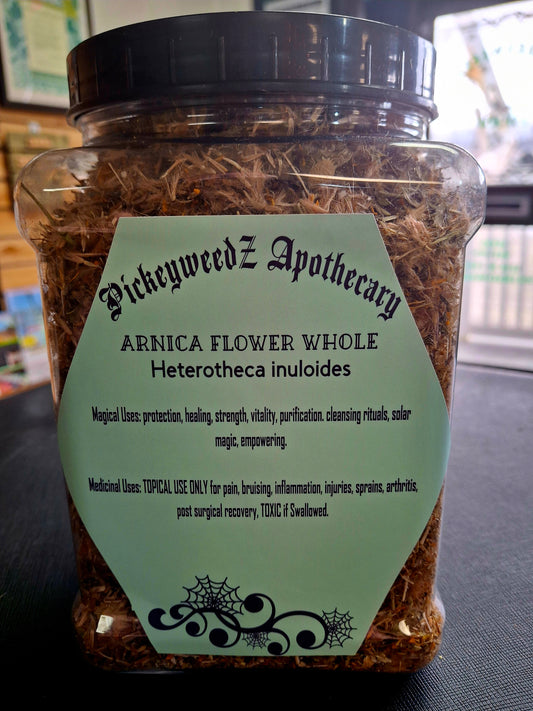 PickeyweedZ Apothecary
ARNICA FLOWER WHOLE
Heterotheca inuloides
Magical Uses: protection, healing, strength, vitality, purification. cleansing rituals, solar
magic, empowering.
Medicinal Uses: TOPICAL USE ONLY for pain, bruising, inflammation, injuries, sprains, arthritis,
post surgical recovery, TOXIC if Swallowed.